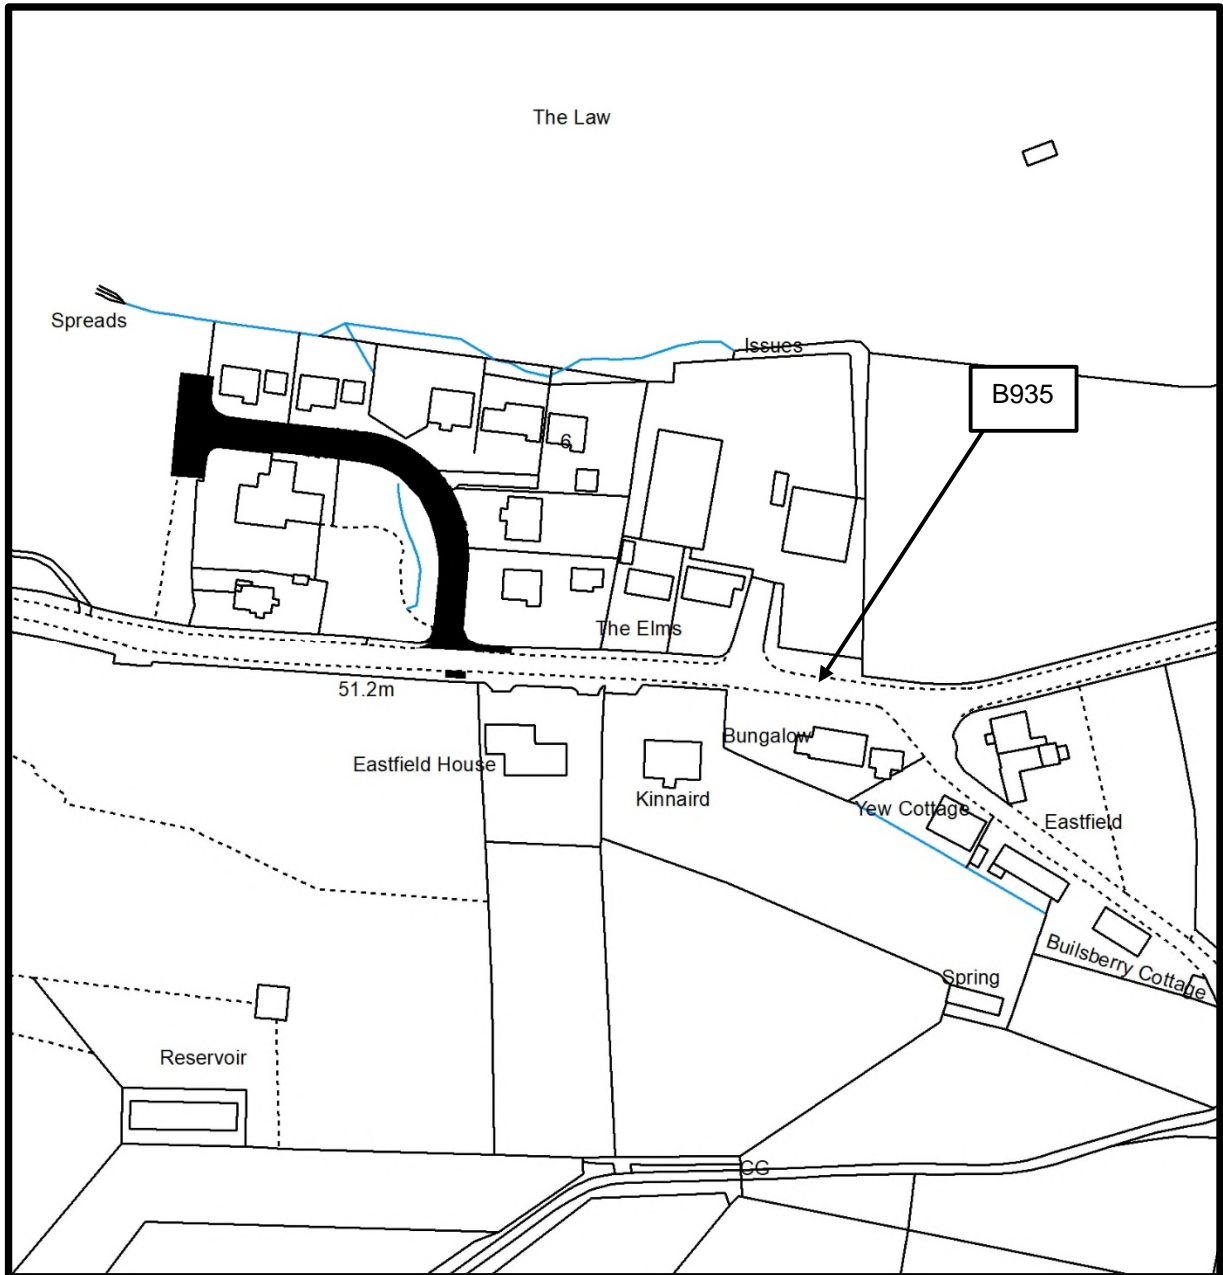 The Law
Spreads
Issues
B935
6
The Elms
51.2m
Bungalow
Eastfield House
Kinnaird
Yew Cottage
Eastfield
Builsberry Cottage
Spring
Reservoir
CG